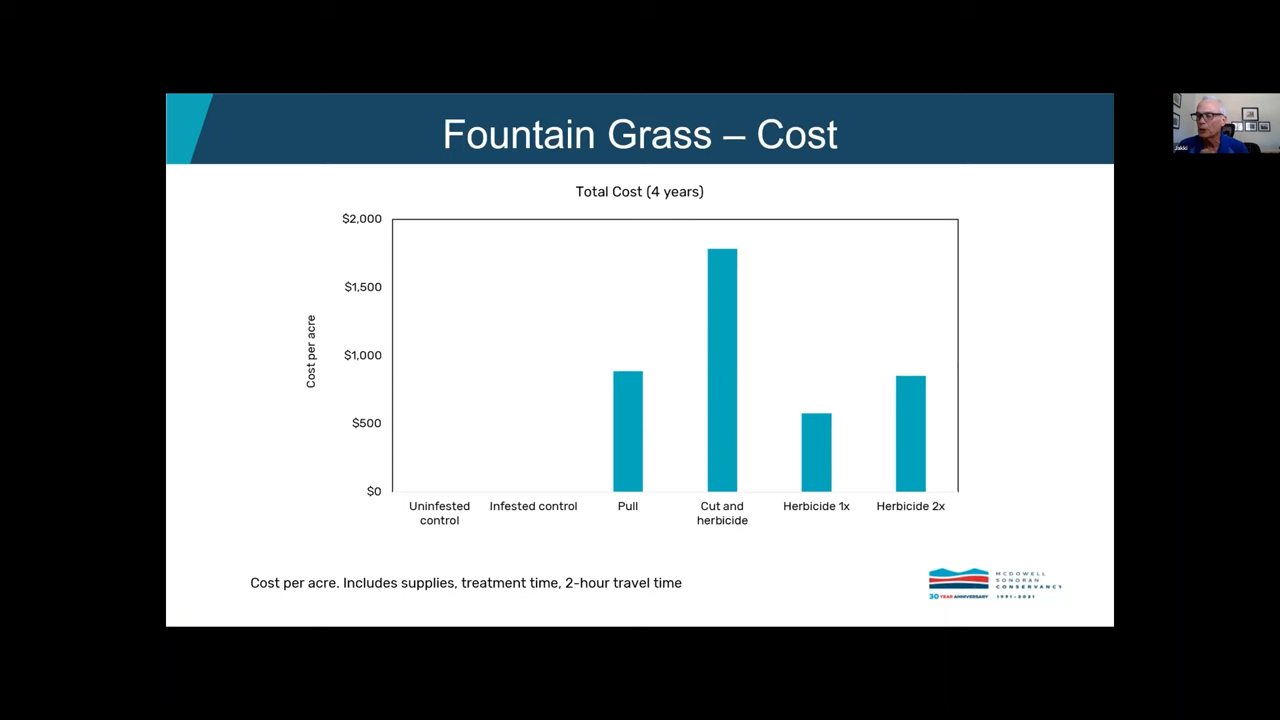 Fountain Grass – Cost
Total Cost (4 years)
$2,000
$1,500
$1,000
$500
$0
Cost per acre
Uninfested control
Infested control
Pull
Cut and herbicide
Herbicide 1x
Herbicide 2x
Cost per acre. Includes supplies, treatment time, 2-hour travel time
MCDOWELL
SONORAN
CONSERVANCY
30 YEAR ANNIVERSARY 1991-2021
Jakki